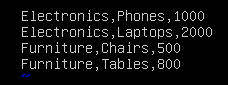 Electronics,Phones,1000
Electronics,Laptops,2000
Furniture,Chairs,500
Furniture,Tables,800
~